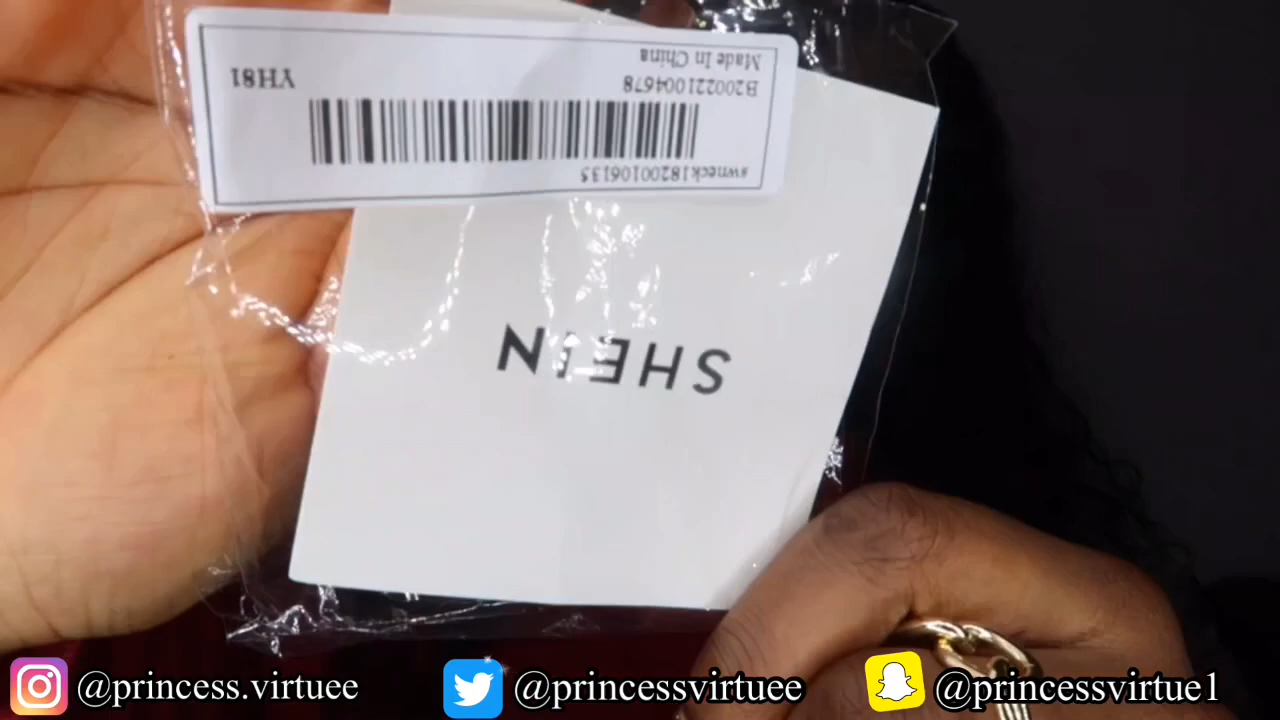 swneck18200106135
B200221004678
YH81
Made In China
SHEIN
@princess.virtuee
@princessvirtuee
@princessvirtue1